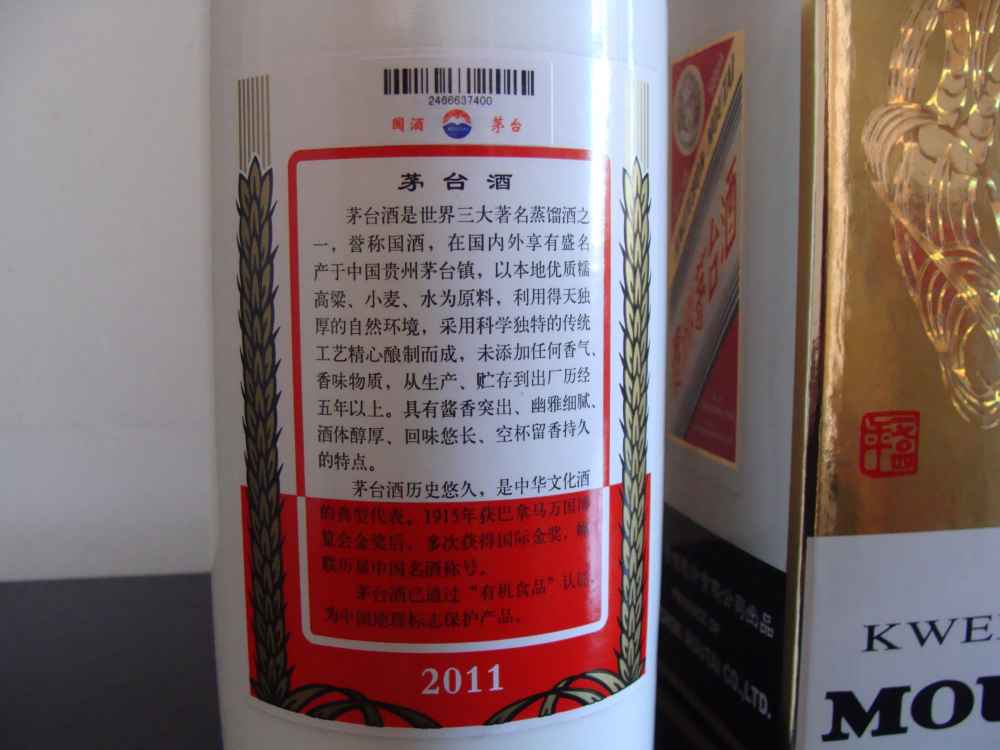 2466637400
国酒 茅台
茅台酒
茅台酒是世界三大著名蒸馏酒之
一，誉称国酒，在国内外享有盛名
产于中国贵州茅台镇，以本地优质糯
高粱、小麦、水为原料，利用得天独
厚的自然环境，采用科学独特的传统
工艺精心酿制而成，未添加任何香气、
香味物质，从生产、贮存到出厂历经
五年以上。具有酱香突出、幽雅细腻、
酒体醇厚、回味悠长、空杯留香持久
的特点。
茅台酒历史悠久，是中华文化酒
的典型代表。1915年获巴拿马万国博
览会金奖后，多次获得国际金奖，蝉
联历届中国名酒称号。
茅台酒已通过“有机食品”认证，
为中国地理标志保护产品。
2011
台酒
出品
CO.,LTD.
KWE
MOU